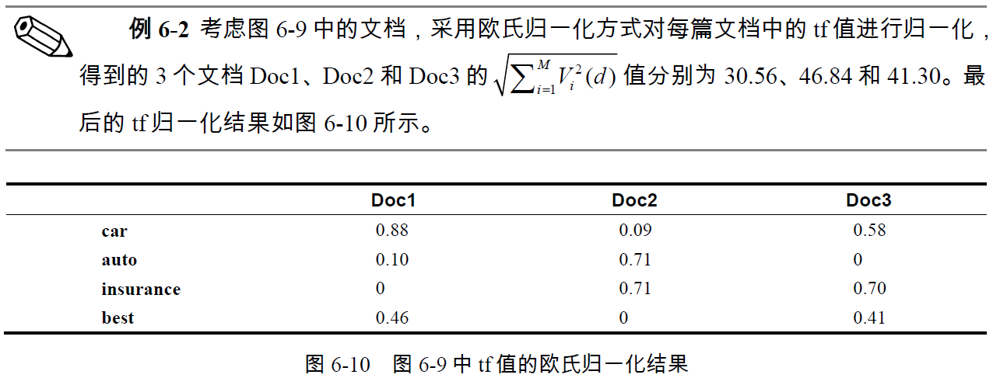 例 6-2 考虑图 6-9 中的文档，采用欧氏归一化方式对每篇文档中的 tf 值进行归一化，
得到的 3 个文档 Doc1、Doc2 和 Doc3 的 $\sqrt{\sum_{i=1}^{M} V_i^2(d)}$ 值分别为 30.56、46.84 和 41.30。最
后的 tf 归一化结果如图 6-10 所示。
Doc1 Doc2 Doc3
car 0.88 0.09 0.58
auto 0.10 0.71 0
insurance 0 0.71 0.70
best 0.46 0 0.41
图 6-10 图 6-9 中 tf 值的欧氏归一化结果